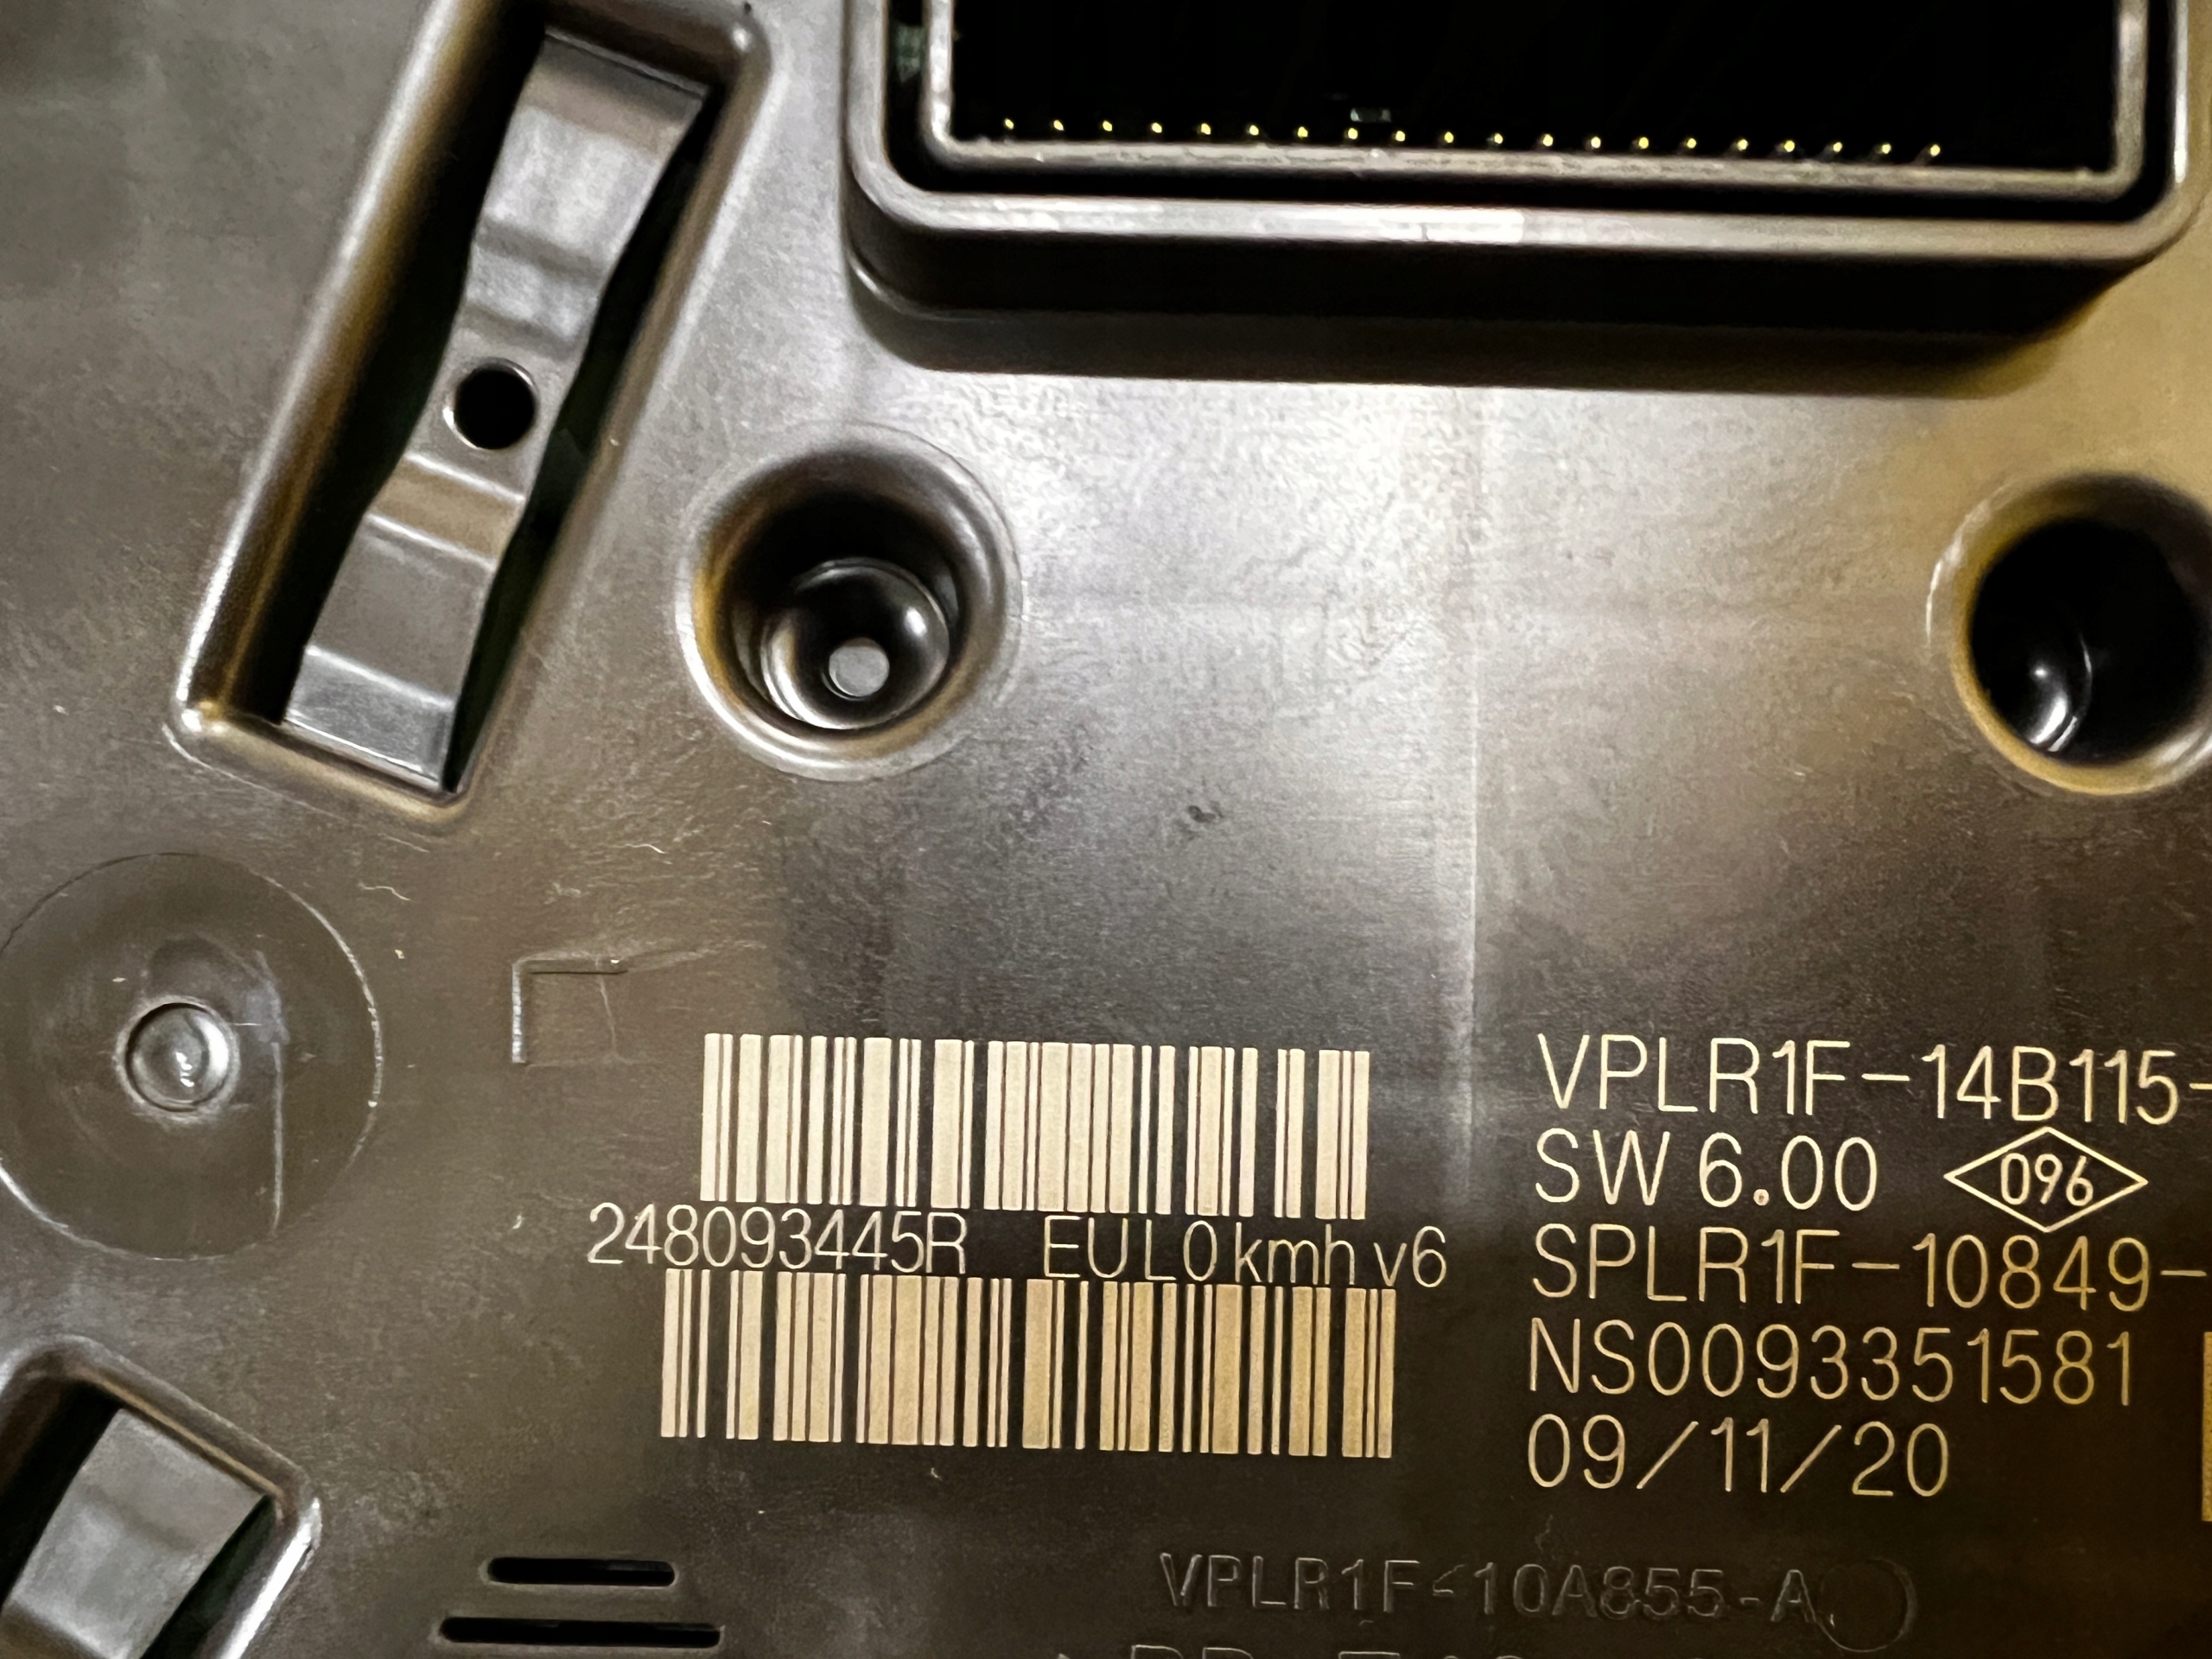 VPLR1F-14B115-
SW 6.00 096
SPLR1F-10849-
NS0093351581
09/11/20
248093445R EU L0 kmh v6
VPLR1F-10A855-A